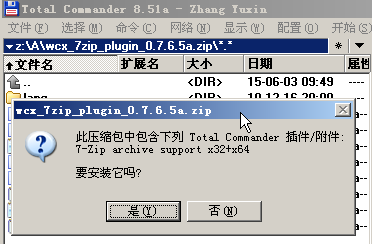 Total Commander 8.51a - Zhang Yuxin
文件(F) 选择(M) 命令(C) 网络(N) 显示(W) 配置(O) 开始(S)
z:\A\wcx_7zip_plugin_0.7.6.5a.zip\*.*
文件名 扩展名 大小 日期 属性
.. <DIR> 15-06-03 09:49
wcx_7zip_plugin_0.7.6.5a.zip
此压缩包中包含下列 Total Commander 插件/附件:
7-Zip archive support x32+x64
要安装它吗?
是(Y) 否(N)